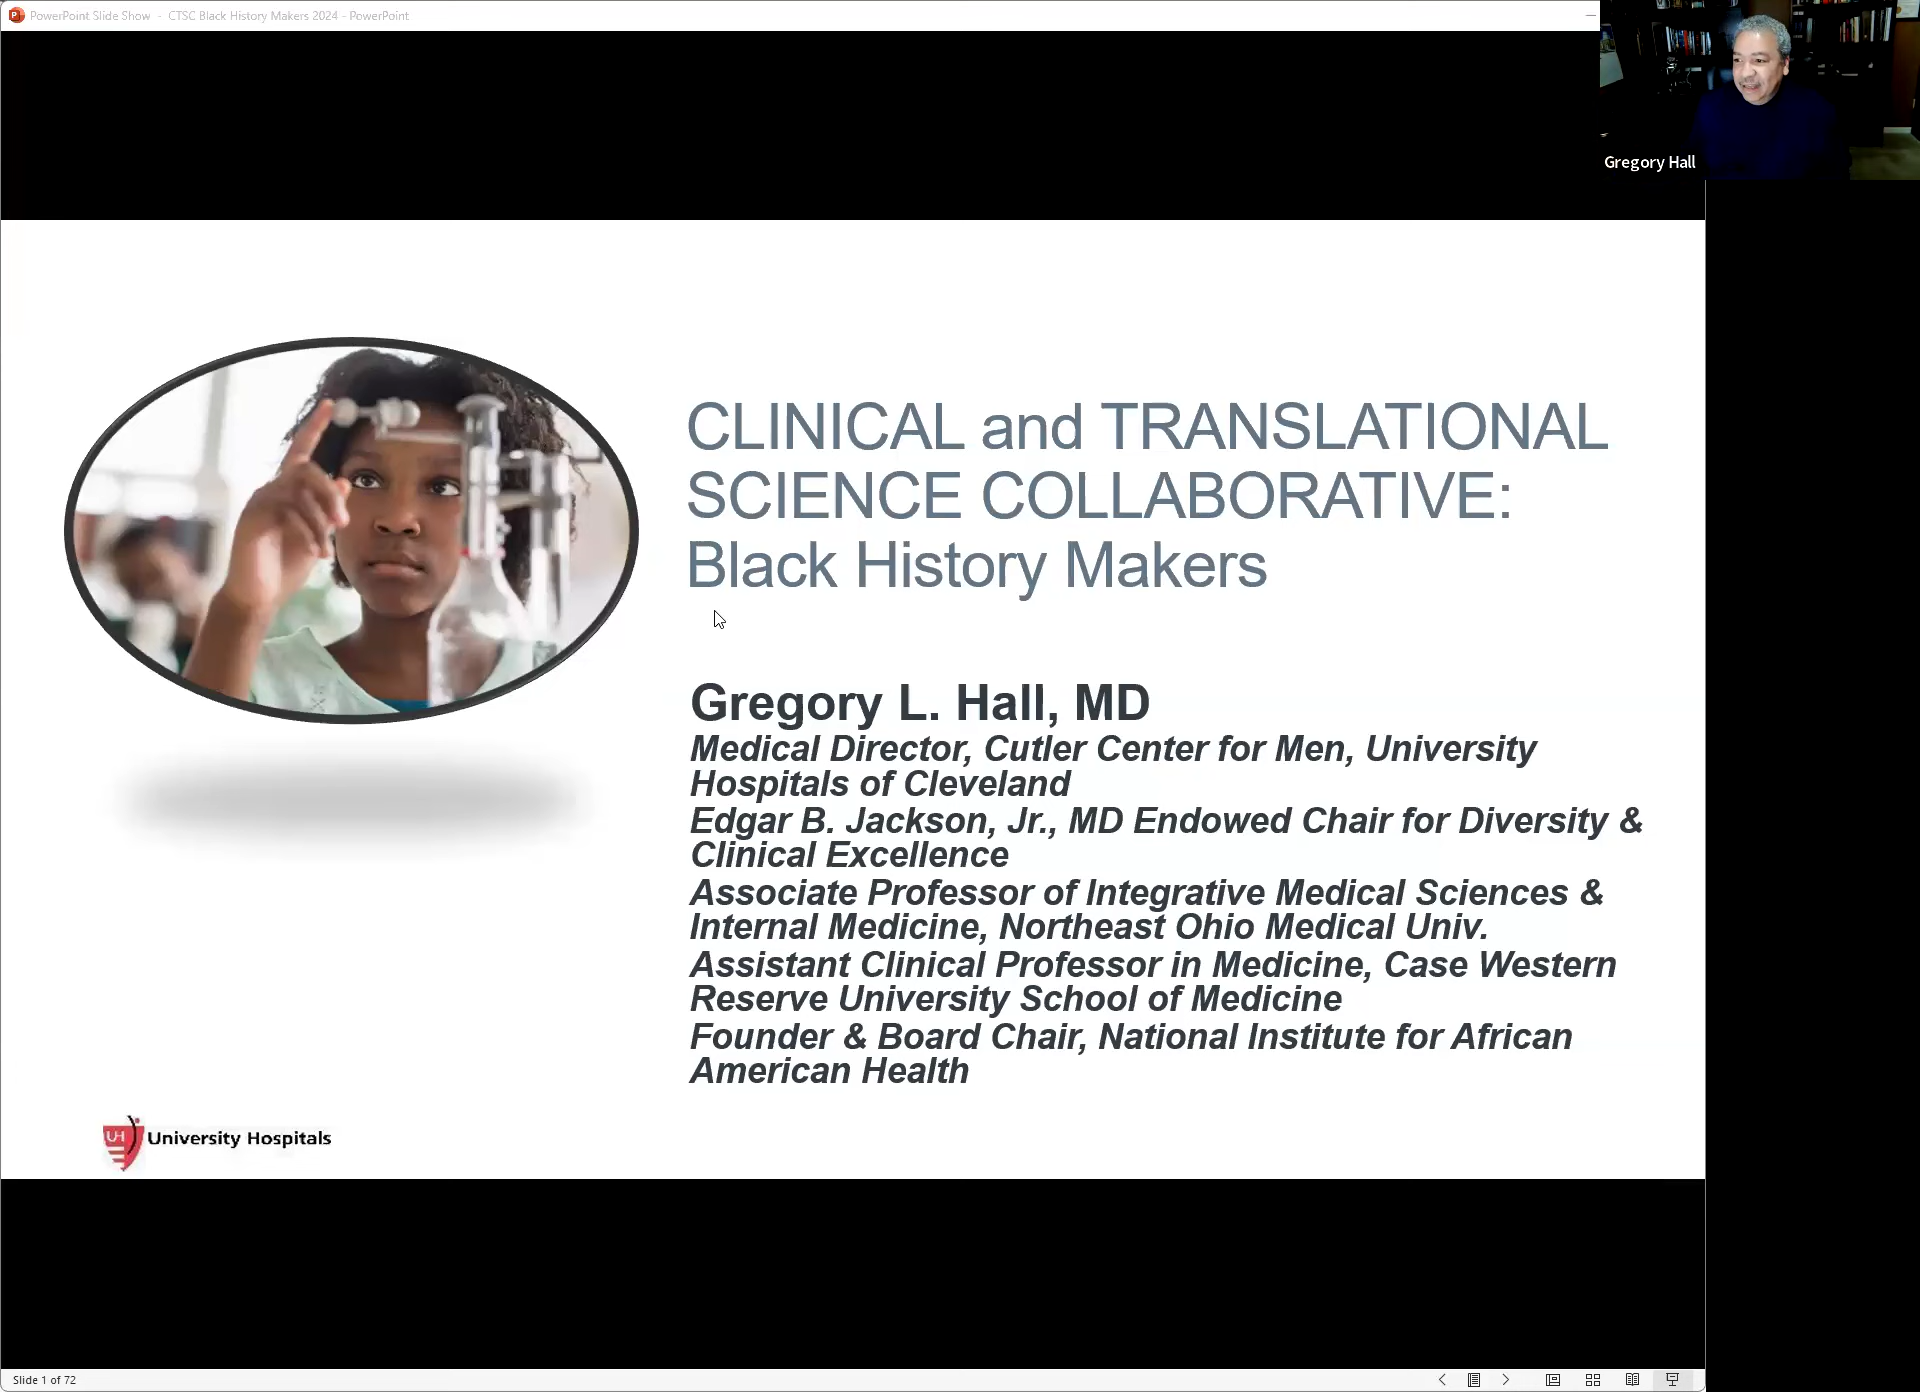 PowerPoint Slide Show - CTSC Black History Makers 2024 - PowerPoint
Gregory Hall
CLINICAL and TRANSLATIONAL
SCIENCE COLLABORATIVE:
Black History Makers
Gregory L. Hall, MD
Medical Director, Cutler Center for Men, University
Hospitals of Cleveland
Edgar B. Jackson, Jr., MD Endowed Chair for Diversity &
Clinical Excellence
Associate Professor of Integrative Medical Sciences &
Internal Medicine, Northeast Ohio Medical Univ.
Assistant Clinical Professor in Medicine, Case Western
Reserve University School of Medicine
Founder & Board Chair, National Institute for African
American Health
UH University Hospitals
Slide 1 of 72